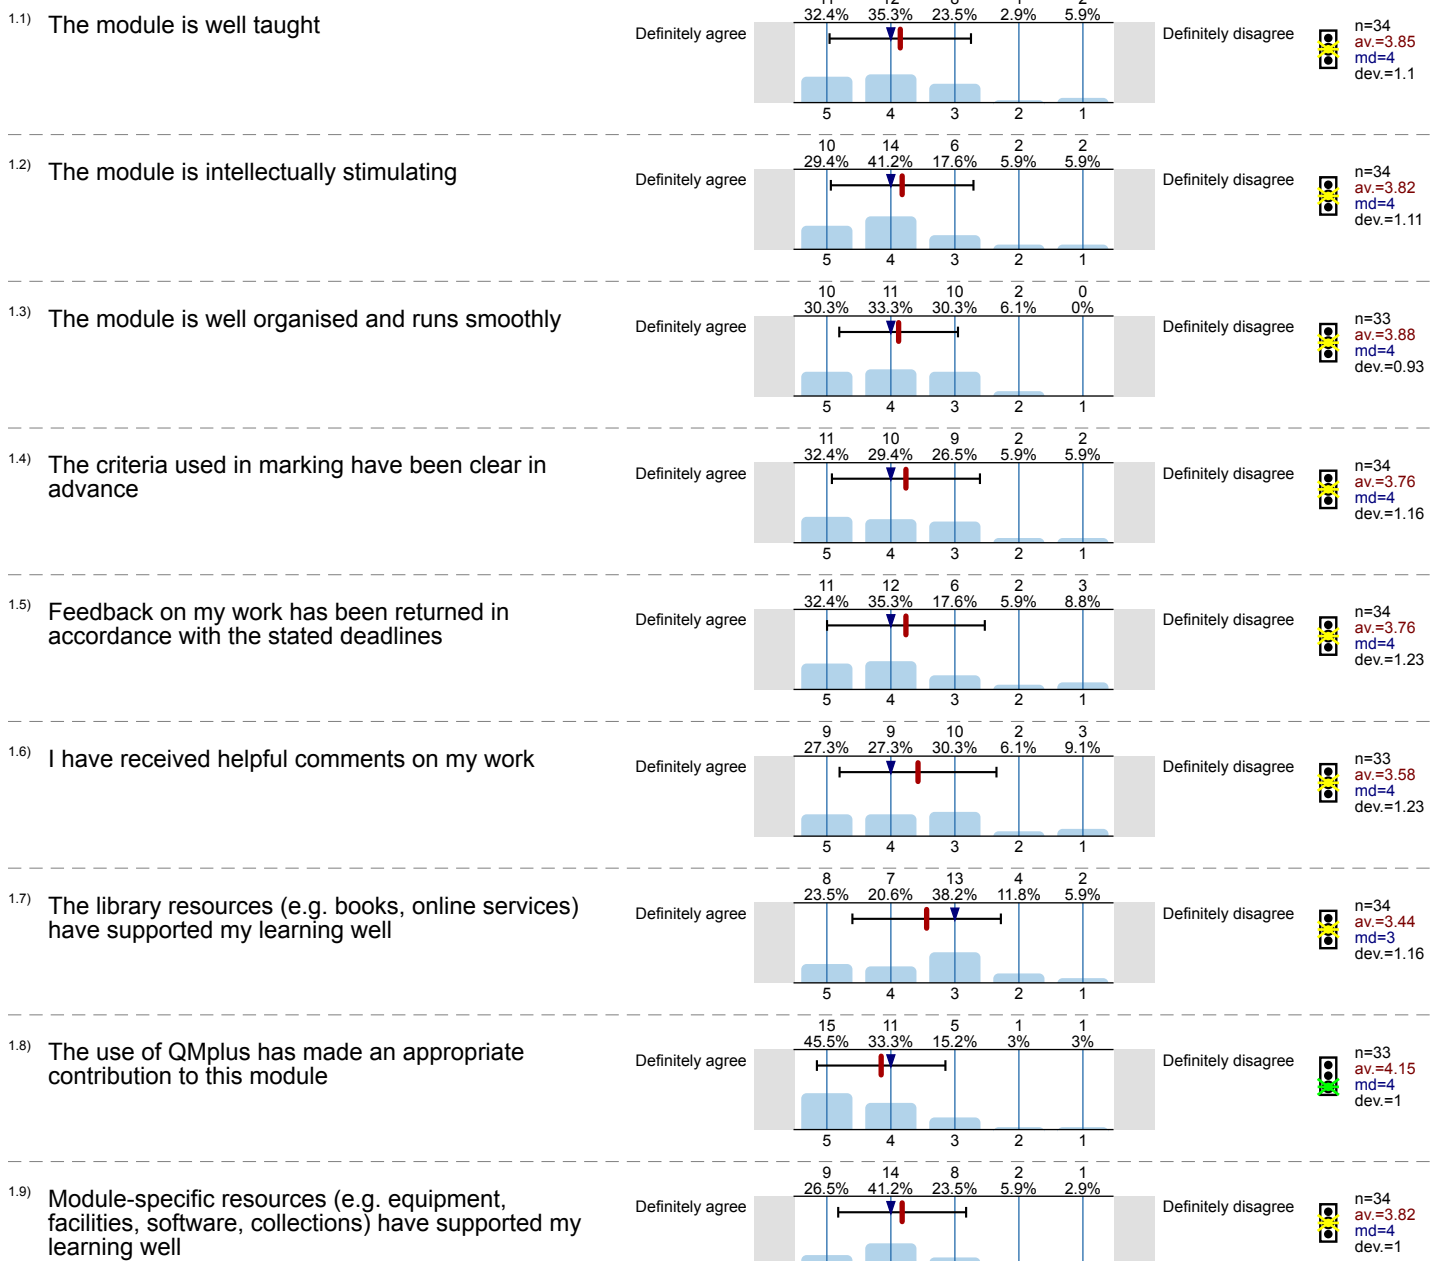 11 12 8 1 2
32.4% 35.3% 23.5% 2.9% 5.9%
1.1) The module is well taught
Definitely agree
Definitely disagree
n=34
av.=3.85
md=4
dev.=1.1
5 4 3 2 1
10 14 6 2 2
29.4% 41.2% 17.6% 5.9% 5.9%
1.2) The module is intellectually stimulating
Definitely agree
Definitely disagree
n=34
av.=3.82
md=4
dev.=1.11
5 4 3 2 1
10 11 10 2 0
30.3% 33.3% 30.3% 6.1% 0%
1.3) The module is well organised and runs smoothly
Definitely agree
Definitely disagree
n=33
av.=3.88
md=4
dev.=0.93
5 4 3 2 1
11 10 9 2 2
32.4% 29.4% 26.5% 5.9% 5.9%
1.4) The criteria used in marking have been clear in
advance
Definitely agree
Definitely disagree
n=34
av.=3.76
md=4
dev.=1.16
5 4 3 2 1
11 12 6 2 3
32.4% 35.3% 17.6% 5.9% 8.8%
1.5) Feedback on my work has been returned in
accordance with the stated deadlines
Definitely agree
Definitely disagree
n=34
av.=3.76
md=4
dev.=1.23
5 4 3 2 1
9 9 10 2 3
27.3% 27.3% 30.3% 6.1% 9.1%
1.6) I have received helpful comments on my work
Definitely agree
Definitely disagree
n=33
av.=3.58
md=4
dev.=1.23
5 4 3 2 1
8 7 13 4 2
23.5% 20.6% 38.2% 11.8% 5.9%
1.7) The library resources (e.g. books, online services)
have supported my learning well
Definitely agree
Definitely disagree
n=34
av.=3.44
md=3
dev.=1.16
5 4 3 2 1
15 11 5 1 1
45.5% 33.3% 15.2% 3% 3%
1.8) The use of QMplus has made an appropriate
contribution to this module
Definitely agree
Definitely disagree
n=33
av.=4.15
md=4
dev.=1
5 4 3 2 1
9 14 8 2 1
26.5% 41.2% 23.5% 5.9% 2.9%
1.9) Module-specific resources (e.g. equipment,
facilities, software, collections) have supported my
learning well
Definitely agree
Definitely disagree
n=34
av.=3.82
md=4
dev.=1